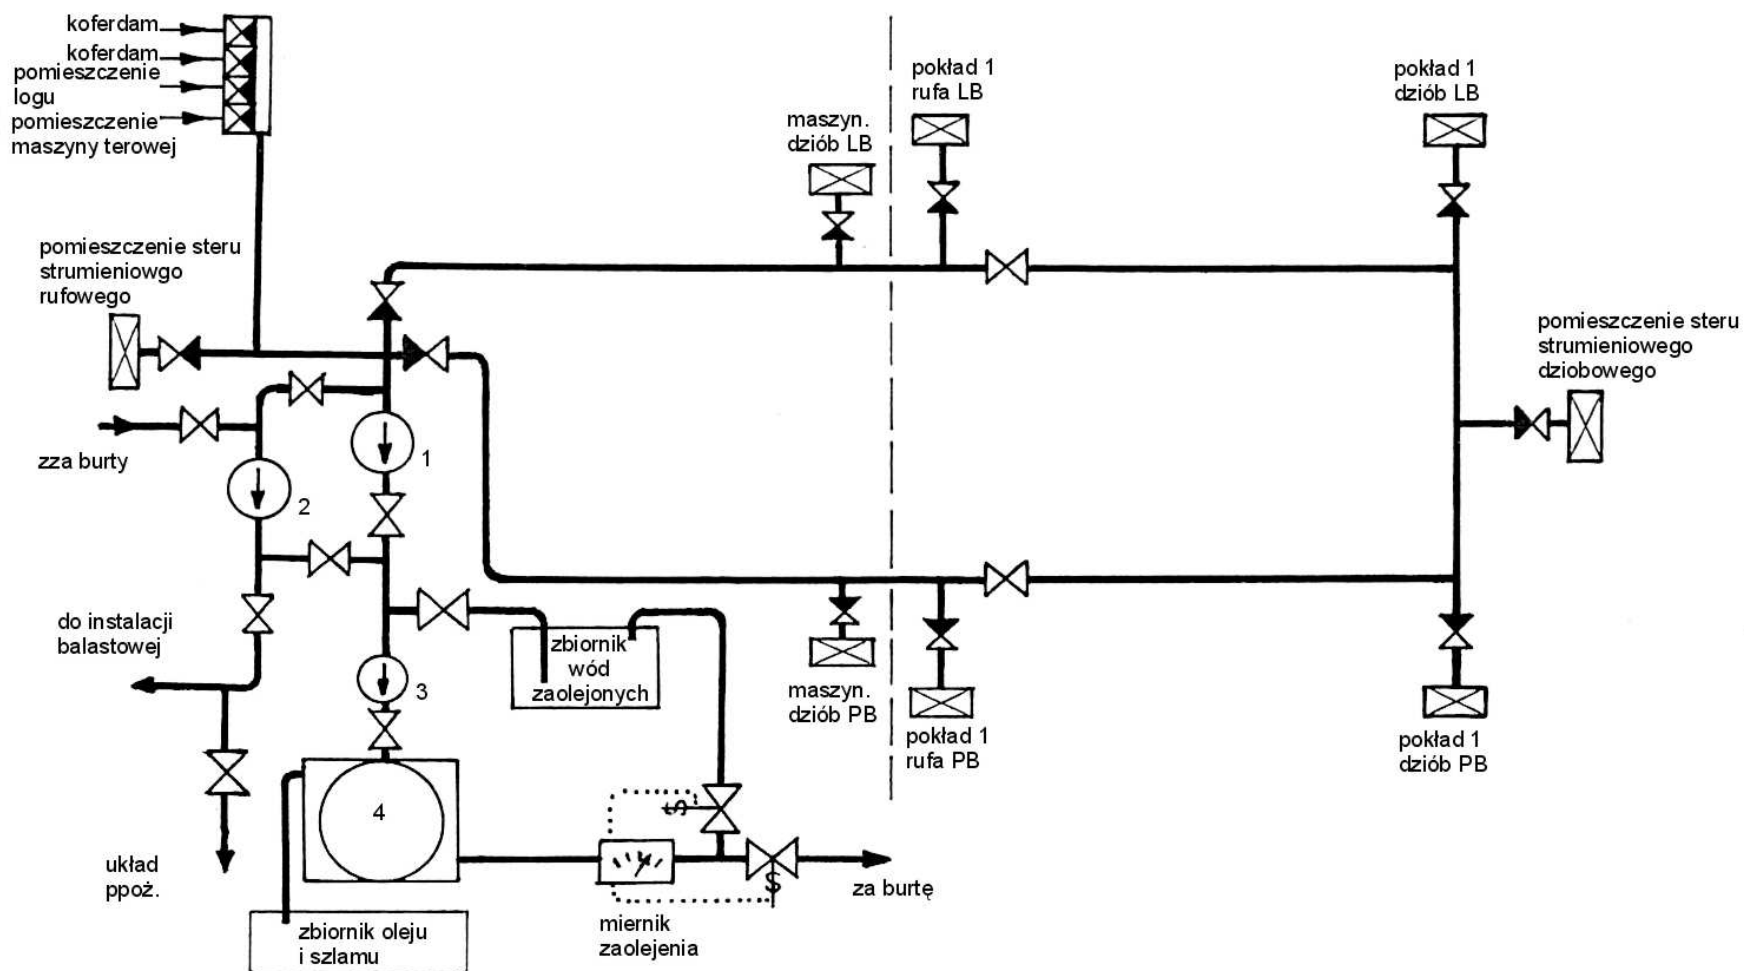 koferdam
koferdam
pomieszczenie
logu
pomieszczenie
maszyny terowej
pokład 1
rufa LB
pokład 1
dziób LB
maszyn.
dziób LB
pomieszczenie steru
strumieniowgo
rufowego
pomieszczenie steru
strumieniowego
dziobowego
zza burty
1
2
do instalacji
balastowej
zbiornik
wód
zaolejonych
3
maszyn.
dziób PB
pokład 1
rufa PB
pokład 1
dziób PB
4
S
S
układ
ppoż.
za burtę
miernik
zaolejenia
zbiornik oleju
i szlamu